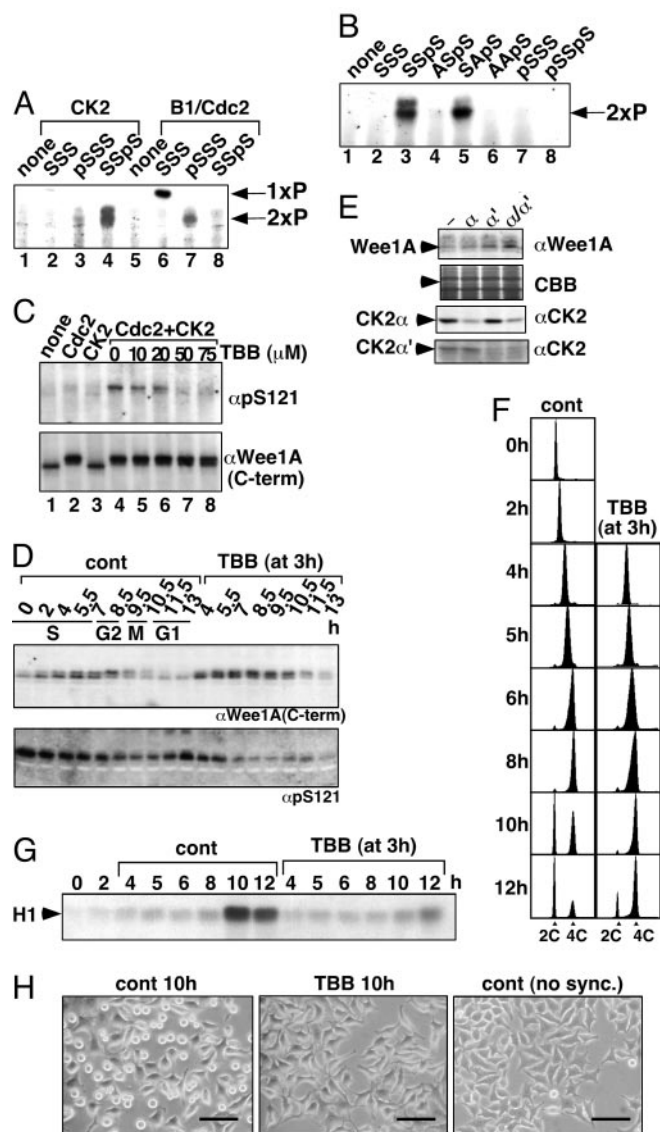 A
CK2 B1/Cdc2
none SSS pSSS SSpS none SSS pSSS SSpS
1xP
2xP
1 2 3 4 5 6 7 8
B
none SSS SSpS ASpS SApS AApS pSSS pSSpS
2xP
1 2 3 4 5 6 7 8
C
none Cdc2 CK2 Cdc2+CK2
0 10 20 50 75 TBB (μM)
αpS121
αWee1A
(C-term)
1 2 3 4 5 6 7 8
D
cont TBB (at 3h)
0 2 4 5.5 7 8.5 9.5 10.5 11.5 13 4 5.5 7 8.5 9.5 10.5 11.5 13 h
S G2 M G1
αWee1A(C-term)
αpS121
E
– α α' α/α'
Wee1A αWee1A
CBB
CK2α αCK2
CK2α' αCK2
F
cont
0h
2h
TBB
(at 3h)
4h
5h
6h
8h
10h
12h
2C 4C 2C 4C
G
cont TBB (at 3h)
0 2 4 5 6 8 10 12 4 5 6 8 10 12 h
H1
H
cont 10h TBB 10h cont (no sync.)